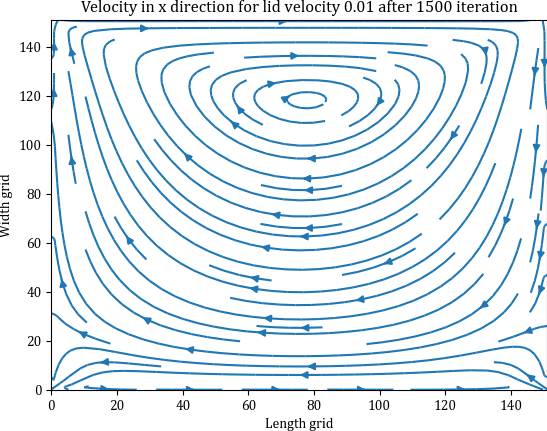 Velocity in x direction for lid velocity 0.01 after 1500 iteration
140
120
100
80
60
40
20
0
Width grid
0 20 40 60 80 100 120 140
Length grid